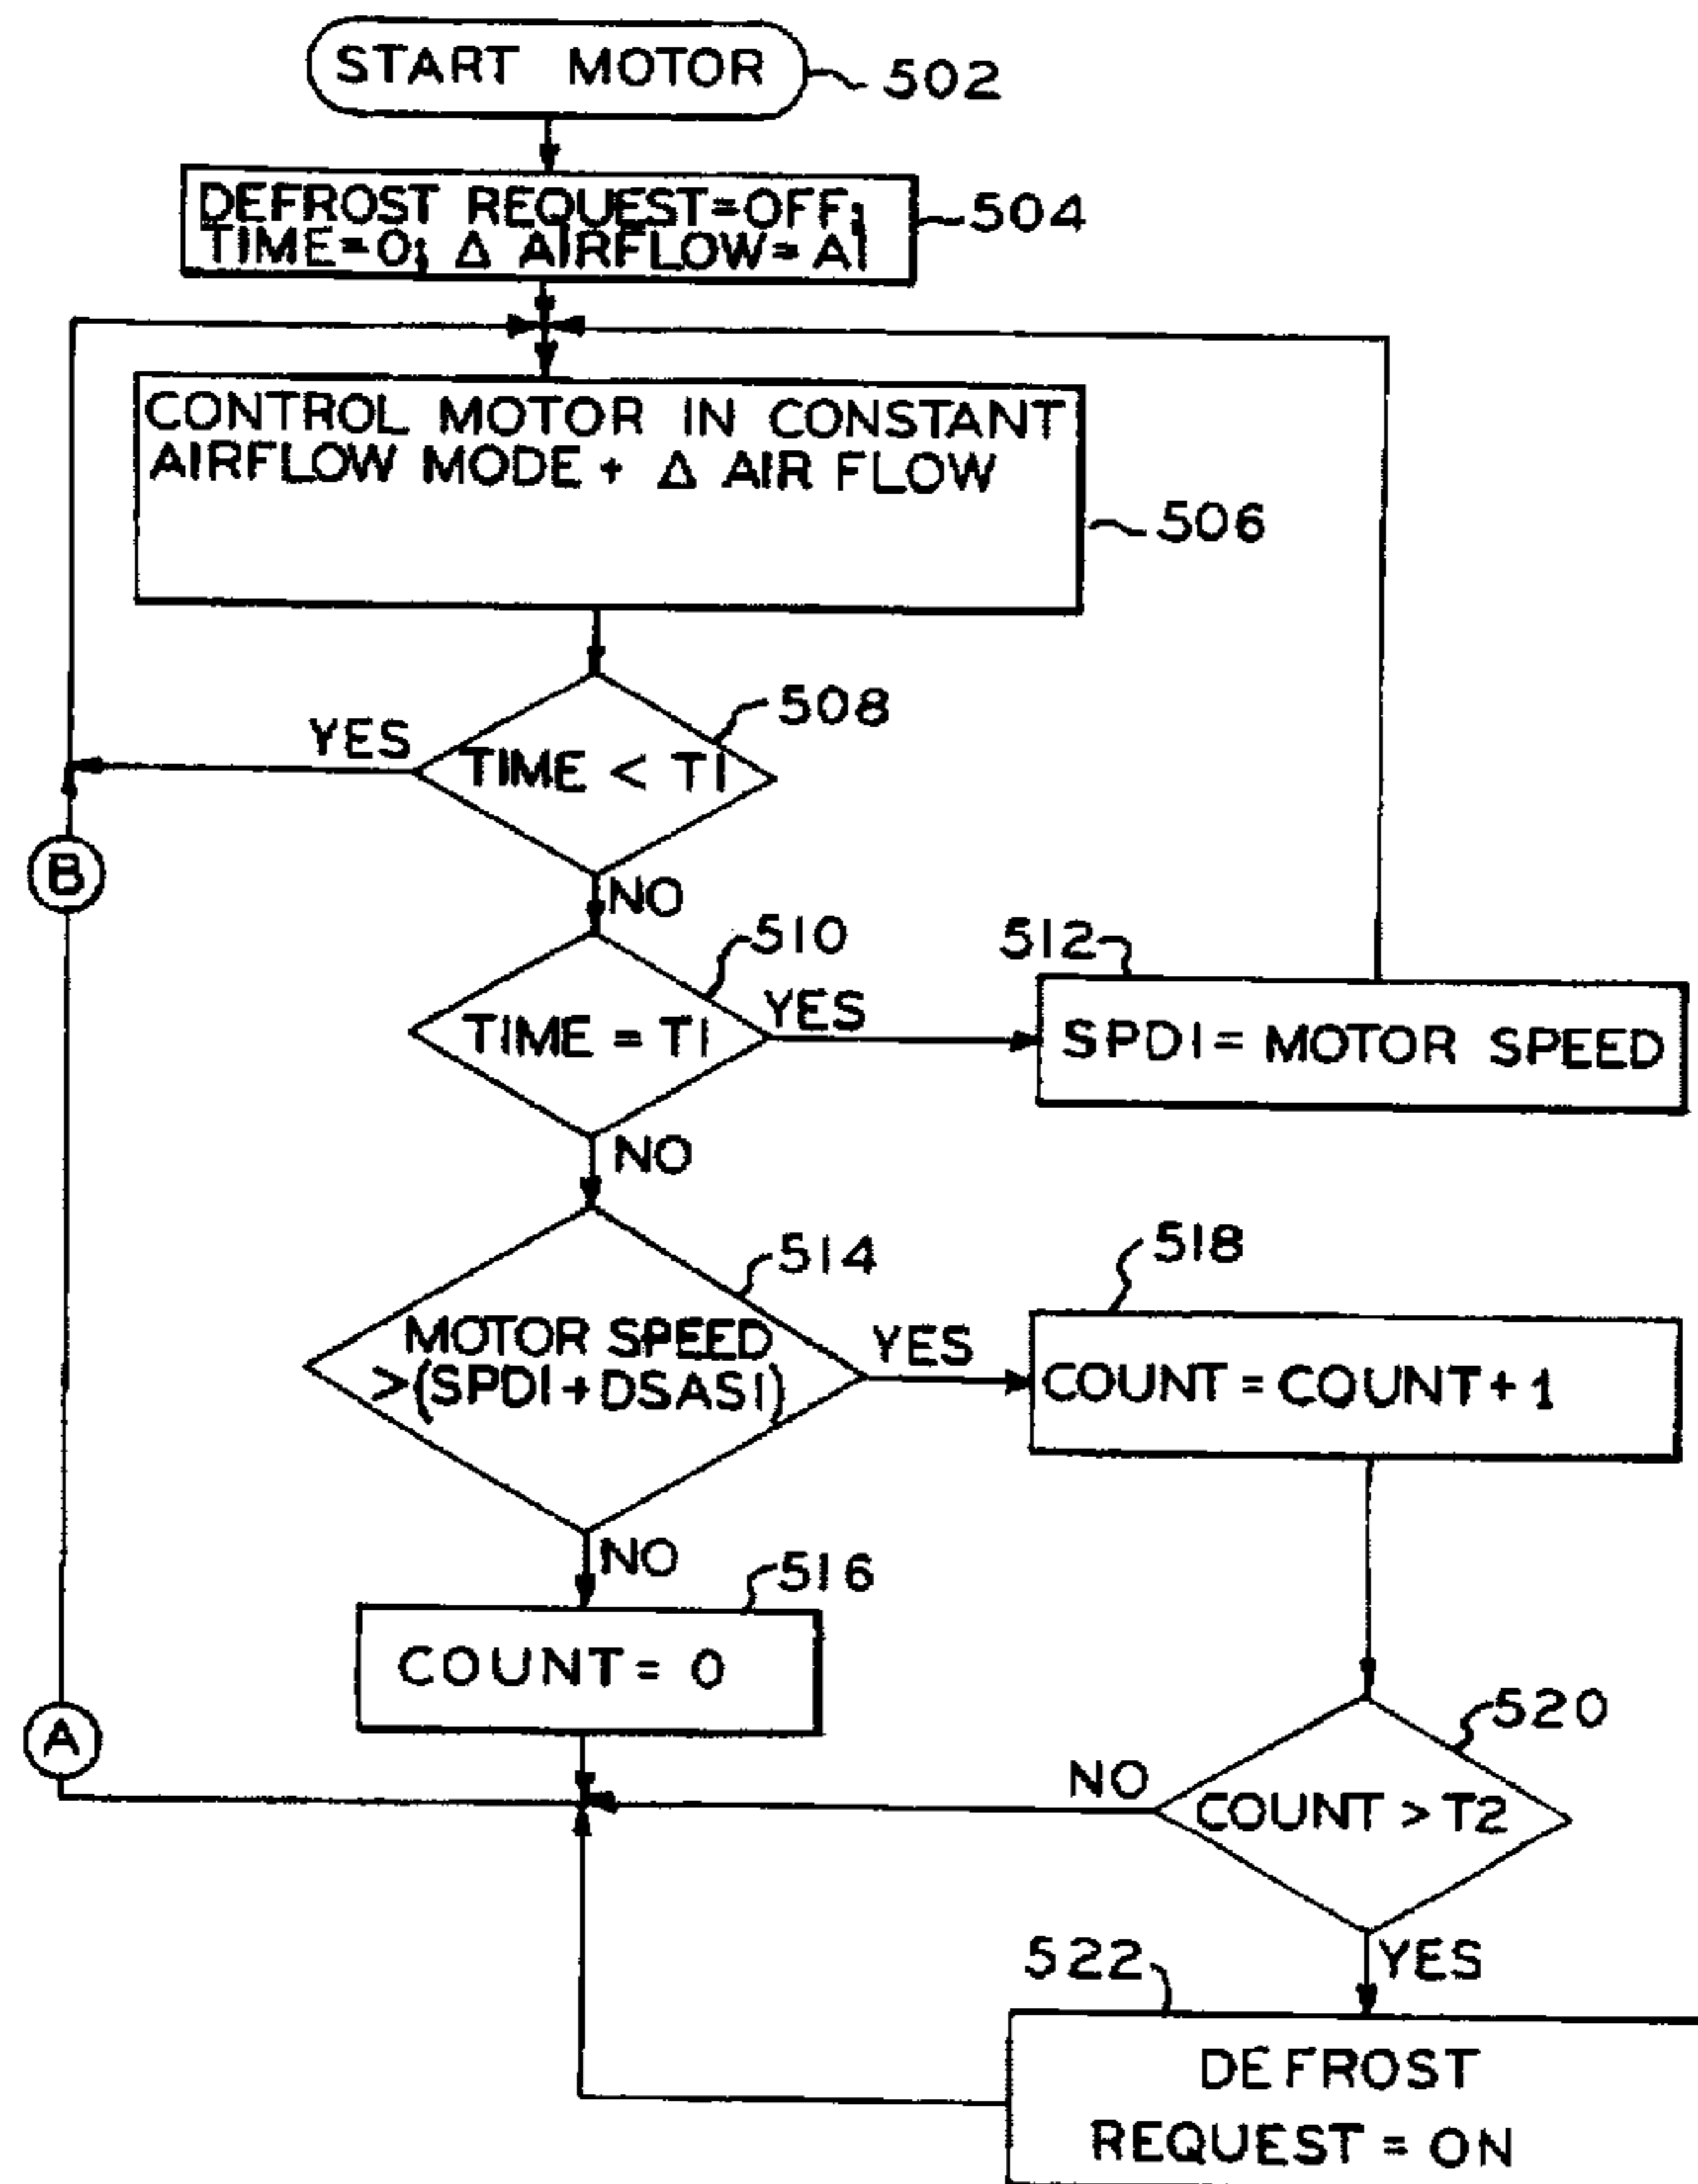 START MOTOR
502
DEFROST REQUEST=OFF;
TIME=0; Δ AIRFLOW=A1
504
CONTROL MOTOR IN CONSTANT
AIRFLOW MODE + Δ AIR FLOW
506
508
YES
TIME < T1
B
NO
510
512
YES
TIME = T1
SPD1 = MOTOR SPEED
NO
514
518
MOTOR SPEED
>(SPD1+DSAS1)
YES
COUNT = COUNT+1
NO
516
COUNT = 0
520
A
NO
COUNT > T2
YES
522
DEFROST
REQUEST = ON